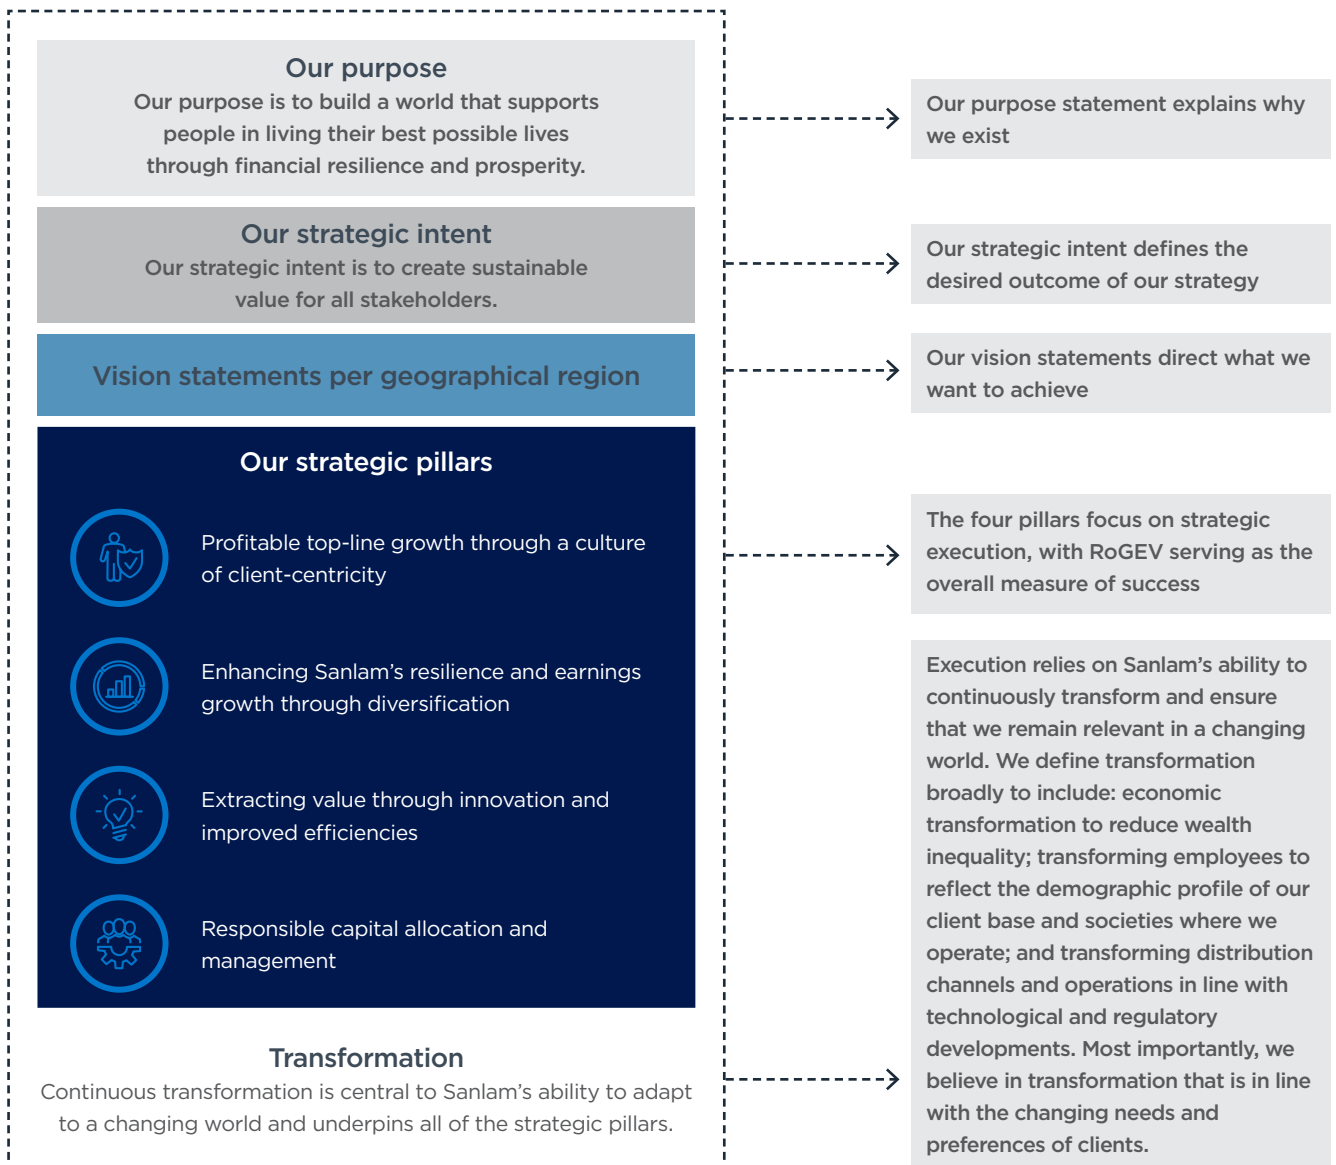 Our purpose
Our purpose is to build a world that supports
people in living their best possible lives
through financial resilience and prosperity.
Our purpose statement explains why
we exist
Our strategic intent
Our strategic intent is to create sustainable
value for all stakeholders.
Our strategic intent defines the
desired outcome of our strategy
Vision statements per geographical region
Our vision statements direct what we
want to achieve
Our strategic pillars
Profitable top-line growth through a culture
of client-centricity
Enhancing Sanlam’s resilience and earnings
growth through diversification
Extracting value through innovation and
improved efficiencies
Responsible capital allocation and
management
The four pillars focus on strategic
execution, with RoGEV serving as the
overall measure of success
Transformation
Continuous transformation is central to Sanlam’s ability to adapt
to a changing world and underpins all of the strategic pillars.
Execution relies on Sanlam’s ability to
continuously transform and ensure
that we remain relevant in a changing
world. We define transformation
broadly to include: economic
transformation to reduce wealth
inequality; transforming employees to
reflect the demographic profile of our
client base and societies where we
operate; and transforming distribution
channels and operations in line with
technological and regulatory
developments. Most importantly, we
believe in transformation that is in line
with the changing needs and
preferences of clients.